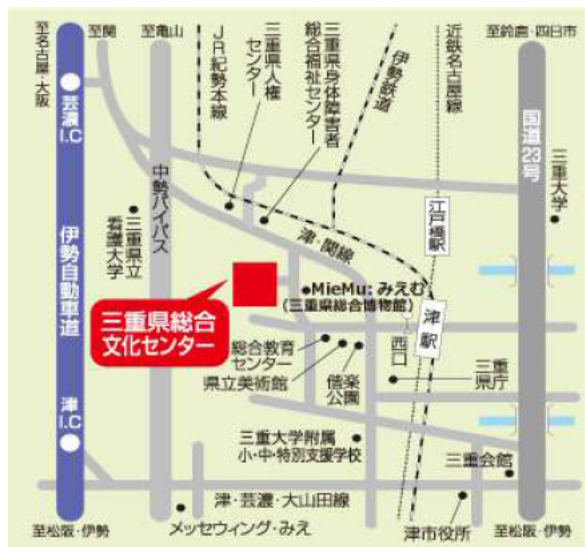 至名古屋・大阪
至関
至亀山
JR紀勢本線
三重県人権
センター
三重県身体障害者
総合福祉センター
伊勢鉄道
近鉄名古屋線
至鈴鹿・四日市
芸濃I.C
国道23号
三重大学
中勢バイパス
三重県立
看護大学
江戸橋駅
伊勢自動車道
津・関線
MieMu:みえむ
(三重県総合博物館)
三重県総合
文化センター
津駅
西口
総合教育
センター
県立美術館
偕楽
公園
三重
県庁
津I.C
三重大学附属
小・中・特別支援学校
三重会館
津・芸濃・大山田線
至松阪・伊勢
メッセウィング・みえ
津市役所
至松阪・伊勢